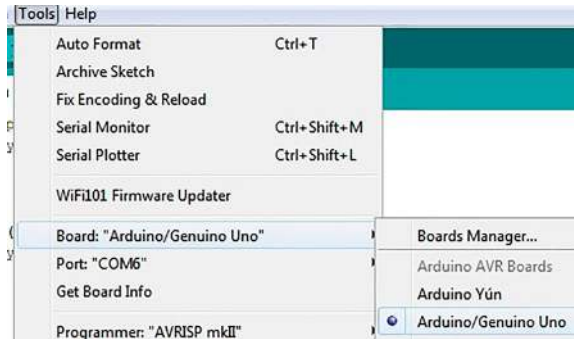 Tools Help
Auto Format Ctrl+T
Archive Sketch
Fix Encoding & Reload
Serial Monitor Ctrl+Shift+M
Serial Plotter Ctrl+Shift+L
WiFi101 Firmware Updater
Board: "Arduino/Genuino Uno"
Port: "COM6"
Get Board Info
Programmer: "AVRISP mkII"
Boards Manager...
Arduino AVR Boards
Arduino Yún
Arduino/Genuino Uno